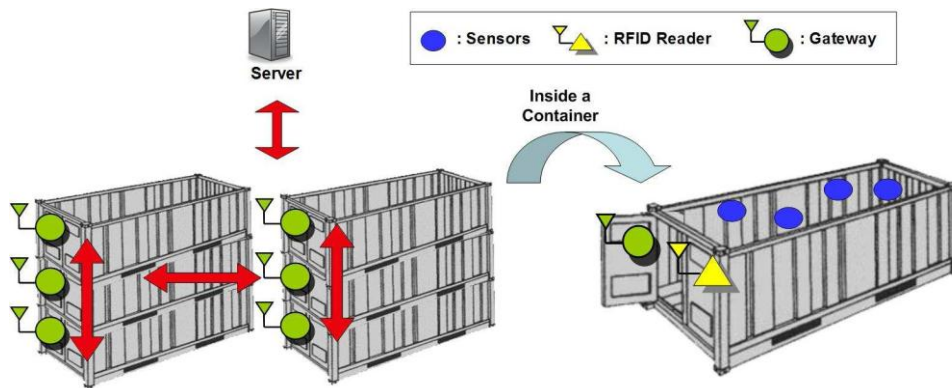 Server
: Sensors
: RFID Reader
: Gateway
Inside a
Container